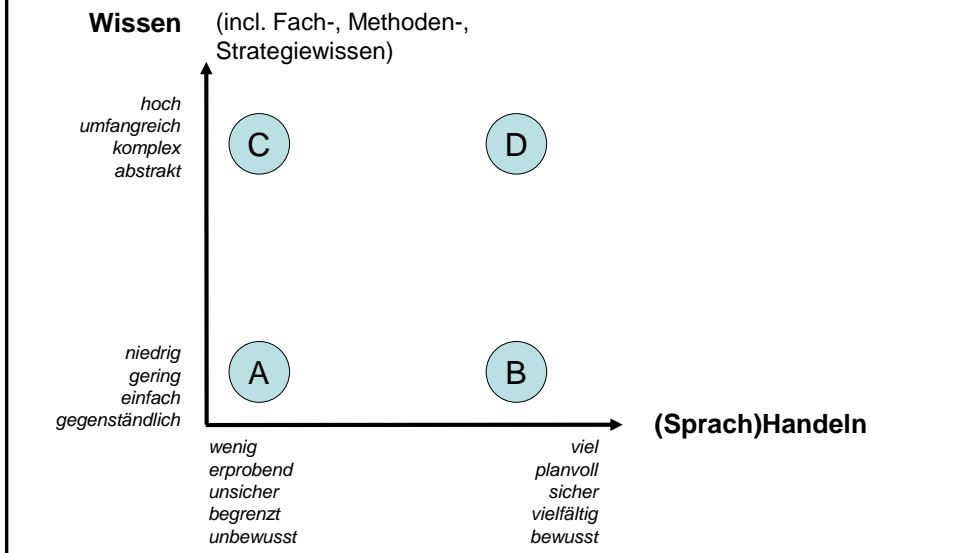 Wissen (incl. Fach-, Methoden-,
Strategiewissen)
hoch
umfangreich
komplex
abstrakt
C
D
niedrig
gering
einfach
gegenständlich
A
B
(Sprach)Handeln
wenig
erprobend
unsicher
begrenzt
unbewusst
viel
planvoll
sicher
vielfältig
bewusst